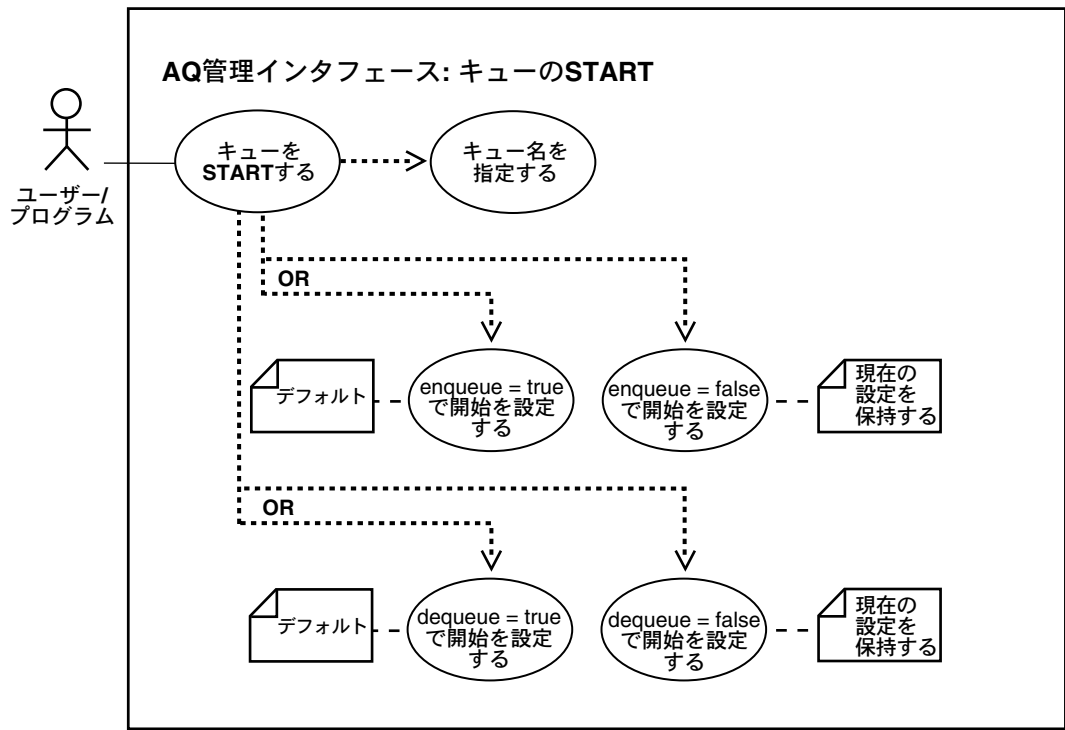 AQ管理インタフェース: キューのSTART
ユーザー/
プログラム
キューを
STARTする
キュー名を
指定する
OR
デフォルト
enqueue = true
で開始を設定
する
enqueue = false
で開始を設定
する
現在の
設定を
保持する
OR
デフォルト
dequeue = true
で開始を設定
する
dequeue = false
で開始を設定
する
現在の
設定を
保持する